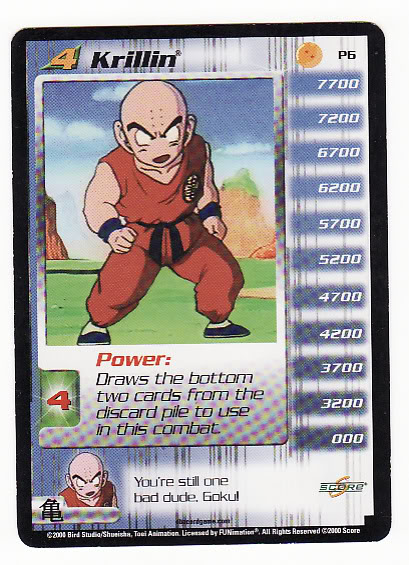 4 Krillin®
P6
7700
7200
6700
6200
5700
5200
4700
4200
3700
3200
000
Power:
4
Draws the bottom
two cards from the
discard pile to use
in this combat.
You're still one
bad dude, Goku!
SCORE®
亀
dbzcardgame.com
©2000 Bird Studio/Shueisha, Toei Animation. Licensed by FUNimation®. All Rights Reserved ©2000 Score